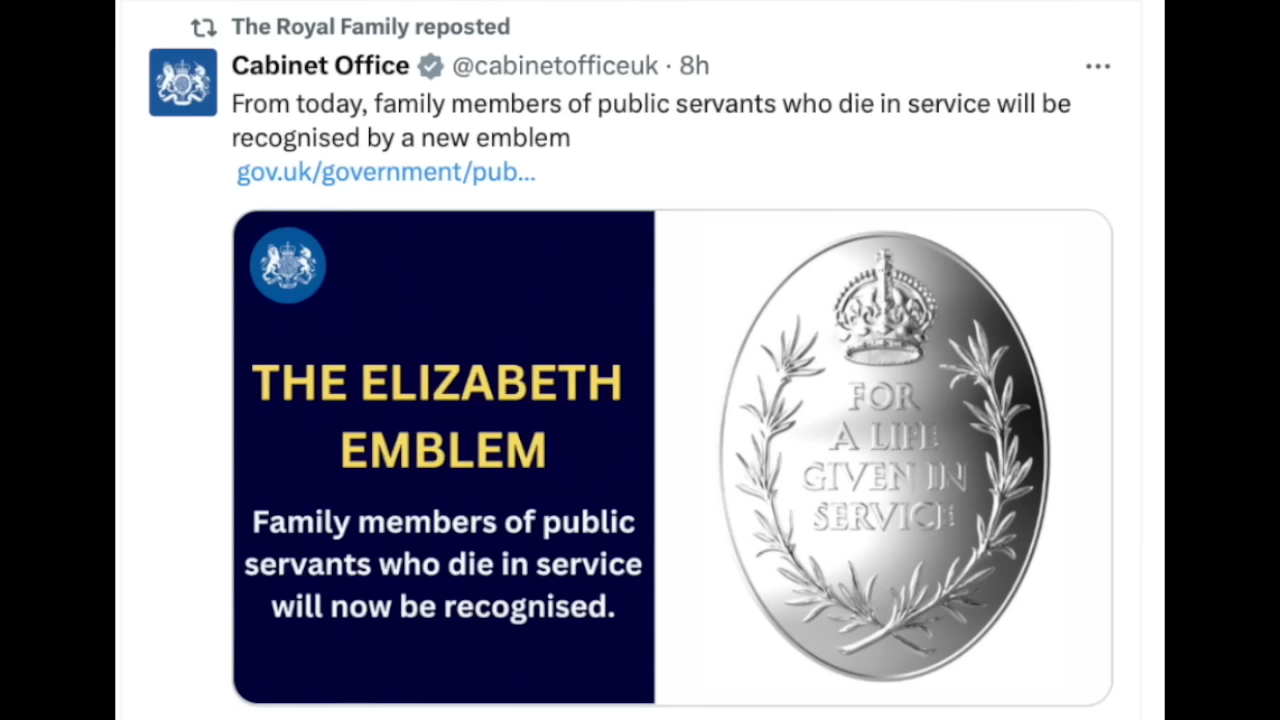 The Royal Family reposted
Cabinet Office @cabinetofficeuk · 8h
From today, family members of public servants who die in service will be
recognised by a new emblem
gov.uk/government/pub...
THE ELIZABETH
EMBLEM
Family members of public
servants who die in service
will now be recognised.
FOR
A LIFE
GIVEN IN
SERVICE